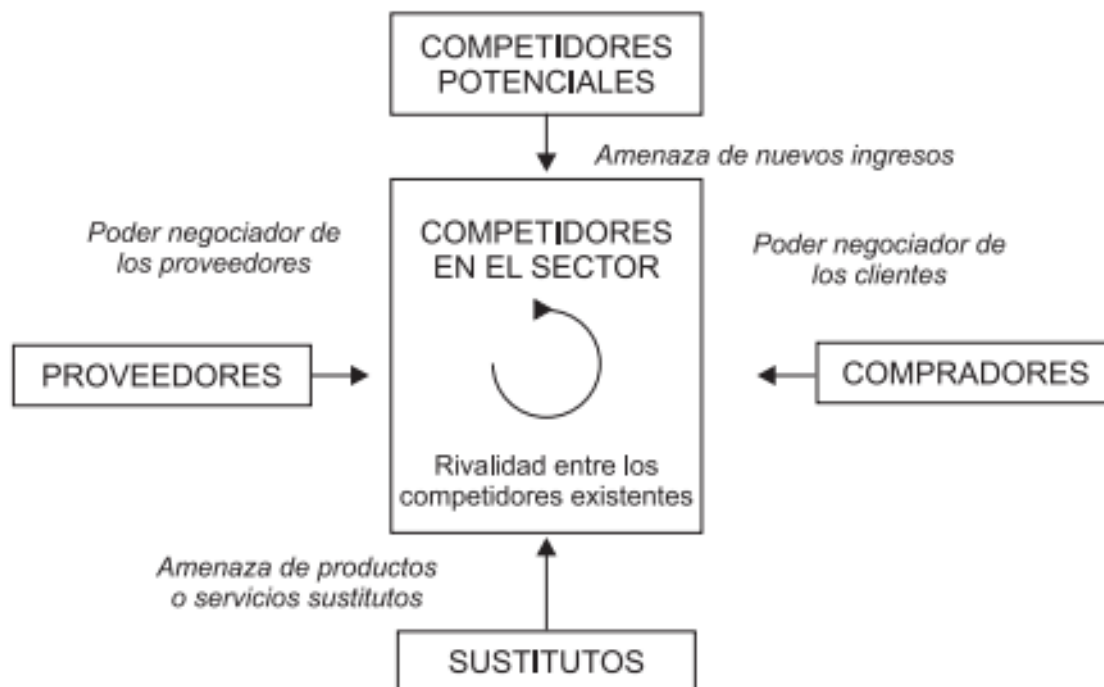 COMPETIDORES
POTENCIALES
Amenaza de nuevos ingresos
Poder negociador de
los proveedores
COMPETIDORES
EN EL SECTOR
Poder negociador de
los clientes
PROVEEDORES
COMPRADORES
Rivalidad entre los
competidores existentes
Amenaza de productos
o servicios sustitutos
SUSTITUTOS